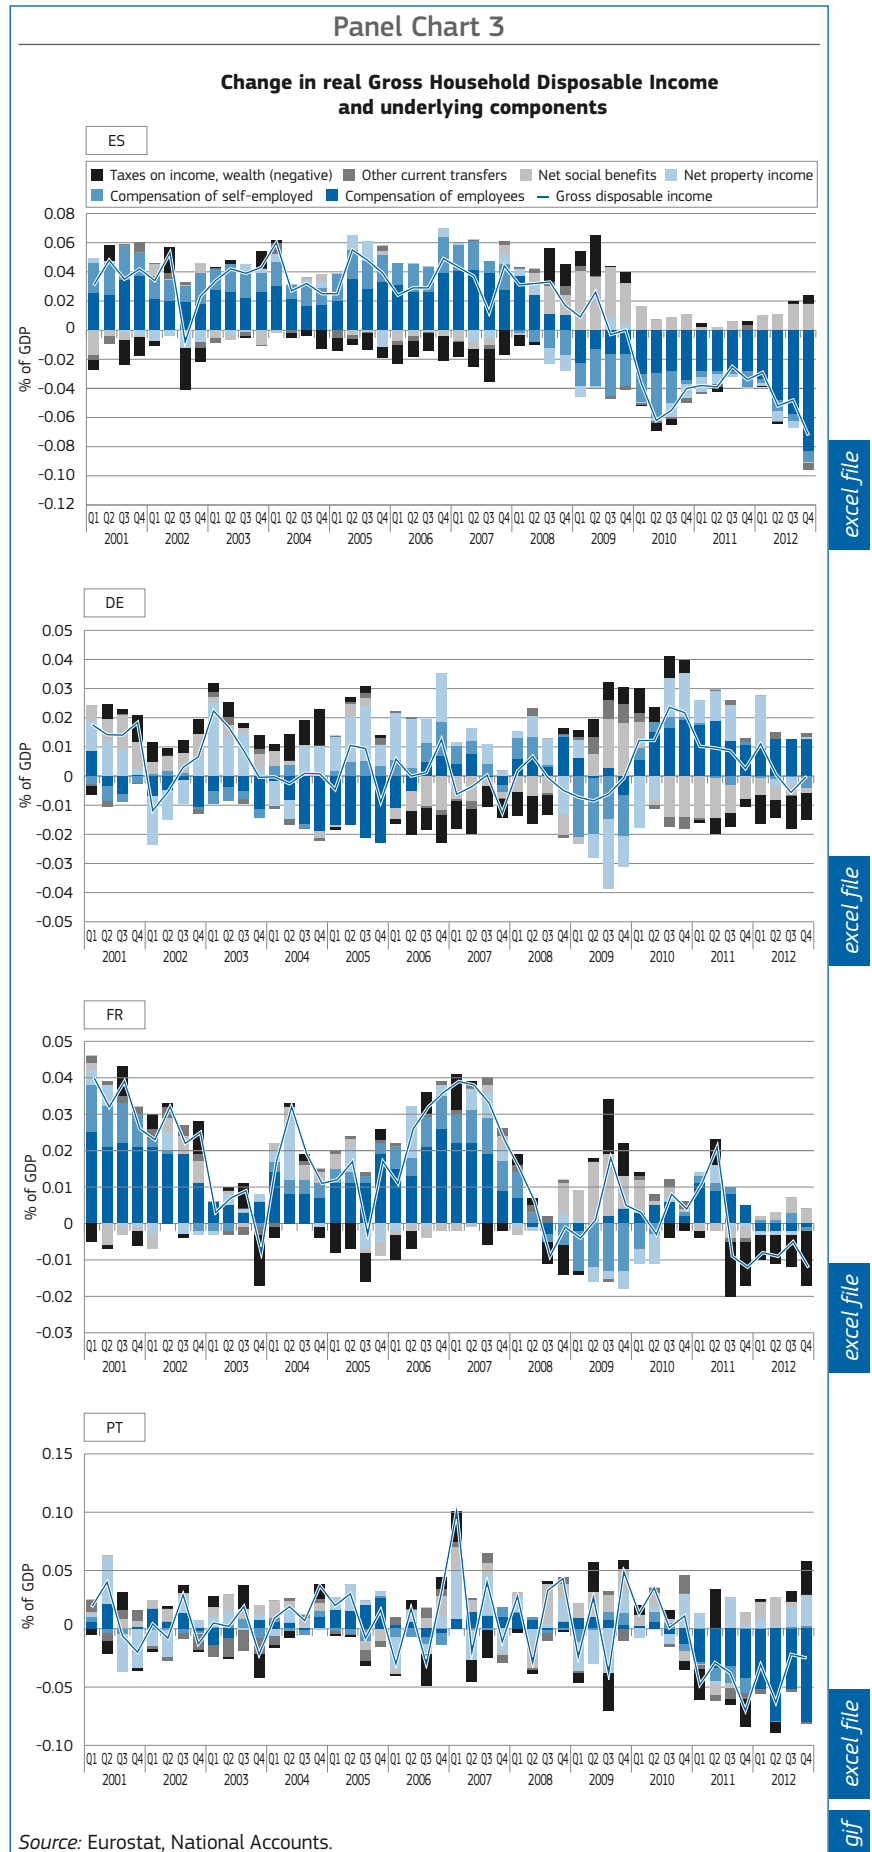 Panel Chart 3
Change in real Gross Household Disposable Income
and underlying components
ES
Taxes on income, wealth (negative) Other current transfers Net social benefits Net property income
Compensation of self-employed Compensation of employees Gross disposable income
% of GDP
0.08
0.06
0.04
0.02
0
-0.02
-0.04
-0.06
-0.08
-0.10
-0.12
Q1 Q2 Q3 Q4 Q1 Q2 Q3 Q4 Q1 Q2 Q3 Q4 Q1 Q2 Q3 Q4 Q1 Q2 Q3 Q4 Q1 Q2 Q3 Q4 Q1 Q2 Q3 Q4 Q1 Q2 Q3 Q4 Q1 Q2 Q3 Q4 Q1 Q2 Q3 Q4 Q1 Q2 Q3 Q4 Q1 Q2 Q3 Q4
2001 2002 2003 2004 2005 2006 2007 2008 2009 2010 2011 2012
excel file
DE
% of GDP
0.05
0.04
0.03
0.02
0.01
0
-0.01
-0.02
-0.03
-0.04
-0.05
Q1 Q2 Q3 Q4 Q1 Q2 Q3 Q4 Q1 Q2 Q3 Q4 Q1 Q2 Q3 Q4 Q1 Q2 Q3 Q4 Q1 Q2 Q3 Q4 Q1 Q2 Q3 Q4 Q1 Q2 Q3 Q4 Q1 Q2 Q3 Q4 Q1 Q2 Q3 Q4 Q1 Q2 Q3 Q4 Q1 Q2 Q3 Q4
2001 2002 2003 2004 2005 2006 2007 2008 2009 2010 2011 2012
excel file
FR
% of GDP
0.05
0.04
0.03
0.02
0.01
0
-0.01
-0.02
-0.03
Q1 Q2 Q3 Q4 Q1 Q2 Q3 Q4 Q1 Q2 Q3 Q4 Q1 Q2 Q3 Q4 Q1 Q2 Q3 Q4 Q1 Q2 Q3 Q4 Q1 Q2 Q3 Q4 Q1 Q2 Q3 Q4 Q1 Q2 Q3 Q4 Q1 Q2 Q3 Q4 Q1 Q2 Q3 Q4 Q1 Q2 Q3 Q4
2001 2002 2003 2004 2005 2006 2007 2008 2009 2010 2011 2012
excel file
PT
% of GDP
0.15
0.10
0.05
0
-0.05
-0.10
Q1 Q2 Q3 Q4 Q1 Q2 Q3 Q4 Q1 Q2 Q3 Q4 Q1 Q2 Q3 Q4 Q1 Q2 Q3 Q4 Q1 Q2 Q3 Q4 Q1 Q2 Q3 Q4 Q1 Q2 Q3 Q4 Q1 Q2 Q3 Q4 Q1 Q2 Q3 Q4 Q1 Q2 Q3 Q4 Q1 Q2 Q3 Q4
2001 2002 2003 2004 2005 2006 2007 2008 2009 2010 2011 2012
excel file
gif
Source: Eurostat, National Accounts.